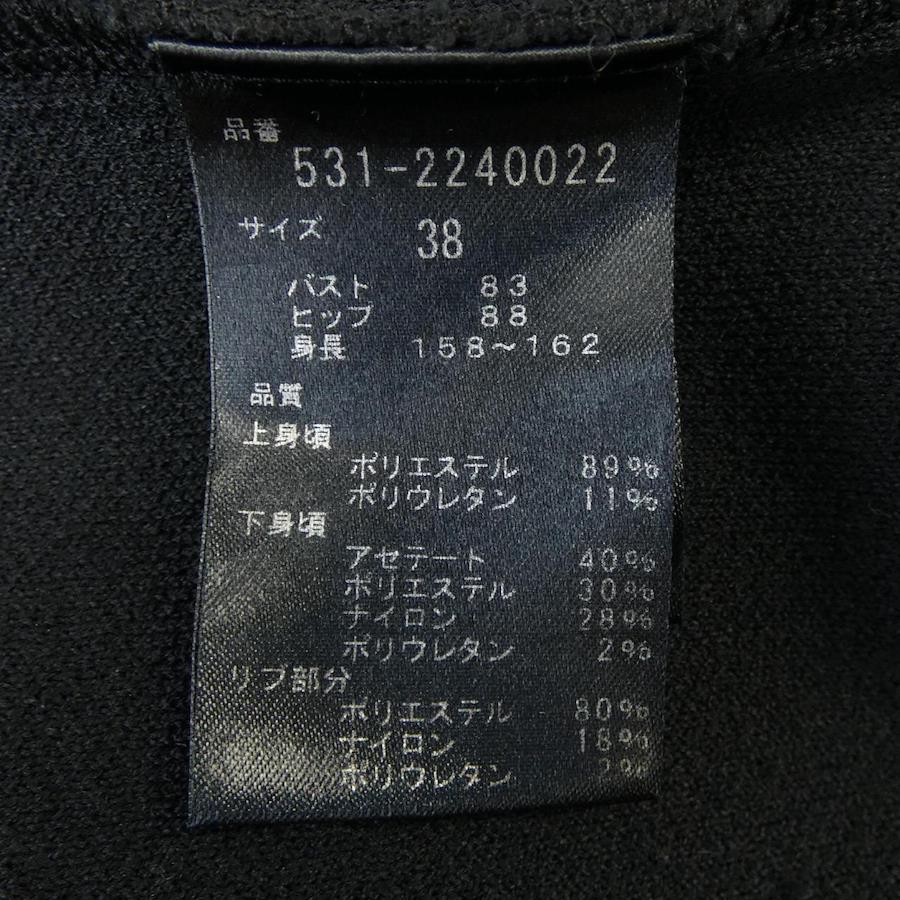 品番
531-2240022
サイズ 38
バスト 83
ヒップ 88
身長 158～162
品質
上身頃
ポリエステル 89%
ポリウレタン 11%
下身頃
アセテート 40%
ポリエステル 30%
ナイロン 28%
ポリウレタン 2%
リブ部分
ポリエステル 80%
ナイロン 18%
ポリウレタン 2%